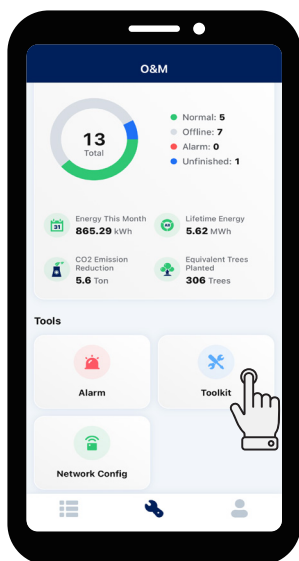 O&M
13
Total
Normal: 5
Offline: 7
Alarm: 0
Unfinished: 1
31
Energy This Month
865.29 kWh
Lifetime Energy
5.62 MWh
CO2 Emission
Reduction
5.6 Ton
Equivalent Trees
Planted
306 Trees
Tools
Alarm
Toolkit
Network Config